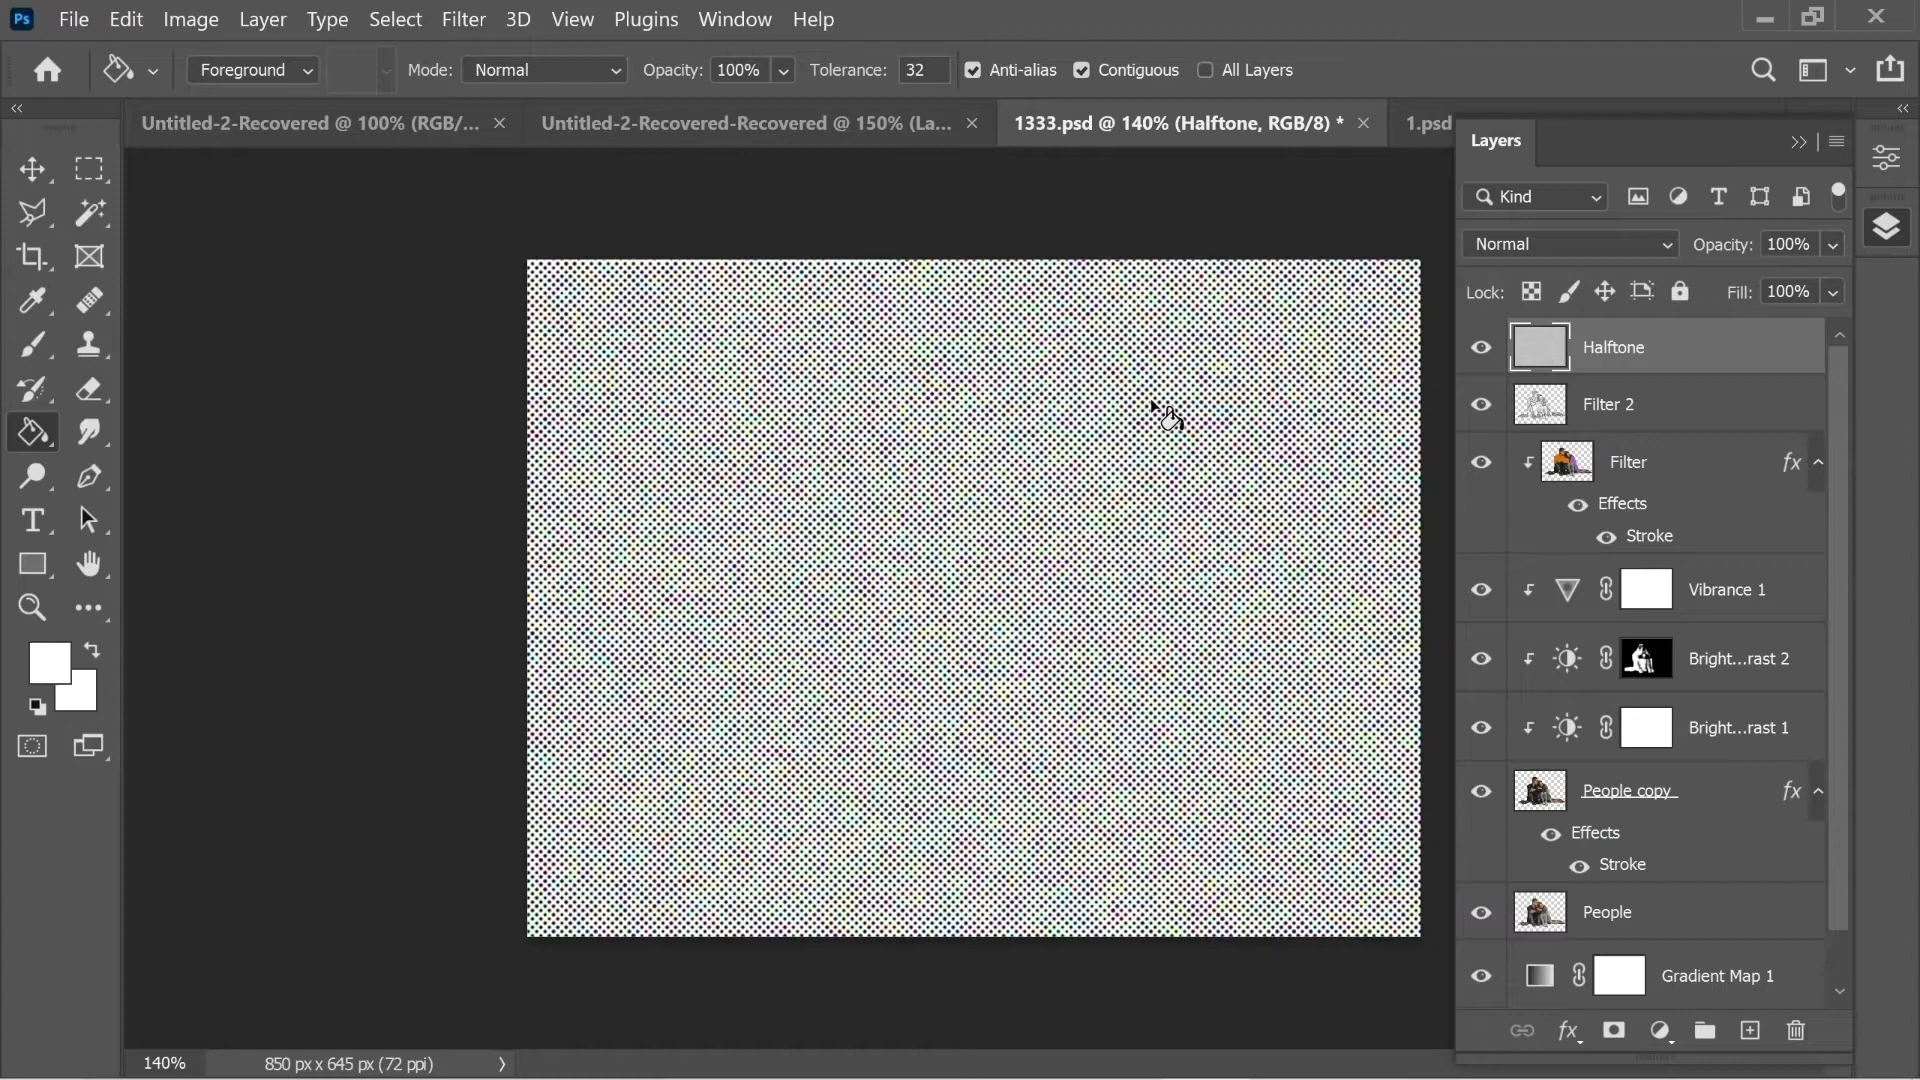 Ps File Edit Image Layer Type Select Filter 3D View Plugins Window Help
Foreground Mode: Normal Opacity: 100% Tolerance: 32 Anti-alias Contiguous All Layers
Untitled-2-Recovered @ 100% (RGB/... × Untitled-2-Recovered-Recovered @ 150% (La... × 1333.psd @ 140% (Halftone, RGB/8) * × 1.psd
Layers
Kind
Normal Opacity: 100%
Lock: Fill: 100%
Halftone
Filter 2
Filter fx
Effects
Stroke
Vibrance 1
Bright...rast 2
Bright...rast 1
People copy fx
Effects
Stroke
People
Gradient Map 1
fx
140% 850 px x 645 px (72 ppi)